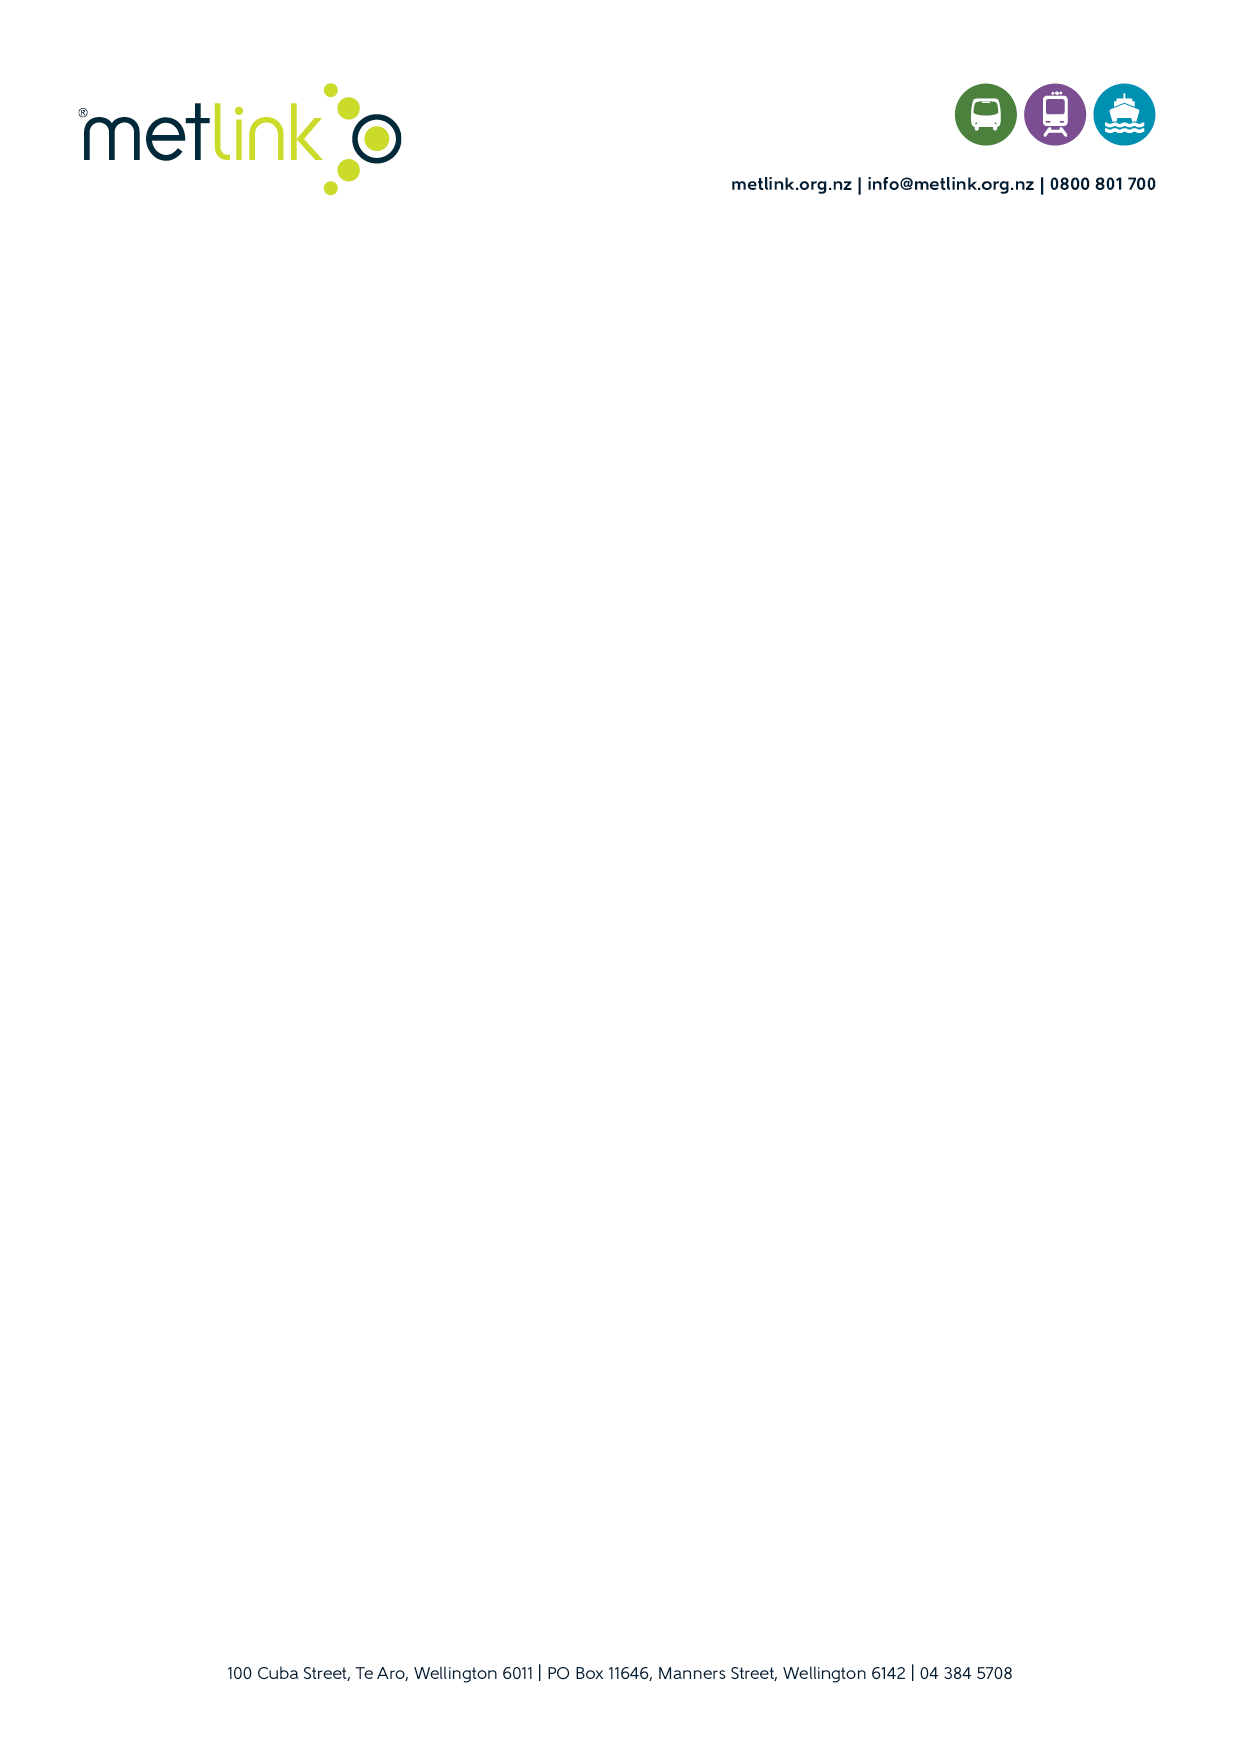 ® metlink
metlink.org.nz | info@metlink.org.nz | 0800 801 700
100 Cuba Street, Te Aro, Wellington 6011 | PO Box 11646, Manners Street, Wellington 6142 | 04 384 5708